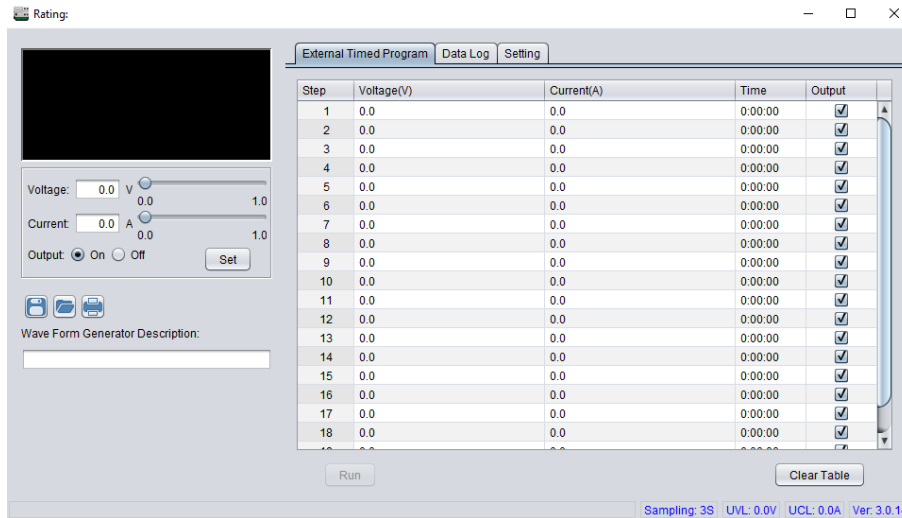 Rating:
External Timed Program Data Log Setting
Step Voltage(V) Current(A) Time Output
1 0.0 0.0 0:00:00
2 0.0 0.0 0:00:00
3 0.0 0.0 0:00:00
4 0.0 0.0 0:00:00
5 0.0 0.0 0:00:00
6 0.0 0.0 0:00:00
7 0.0 0.0 0:00:00
8 0.0 0.0 0:00:00
9 0.0 0.0 0:00:00
10 0.0 0.0 0:00:00
11 0.0 0.0 0:00:00
12 0.0 0.0 0:00:00
13 0.0 0.0 0:00:00
14 0.0 0.0 0:00:00
15 0.0 0.0 0:00:00
16 0.0 0.0 0:00:00
17 0.0 0.0 0:00:00
18 0.0 0.0 0:00:00
Voltage: 0.0 V
0.0 1.0
Current: 0.0 A
0.0 1.0
Output: On Off
Set
Wave Form Generator Description:
Run Clear Table
Sampling: 3S UVL: 0.0V UCL: 0.0A Ver: 3.0.1